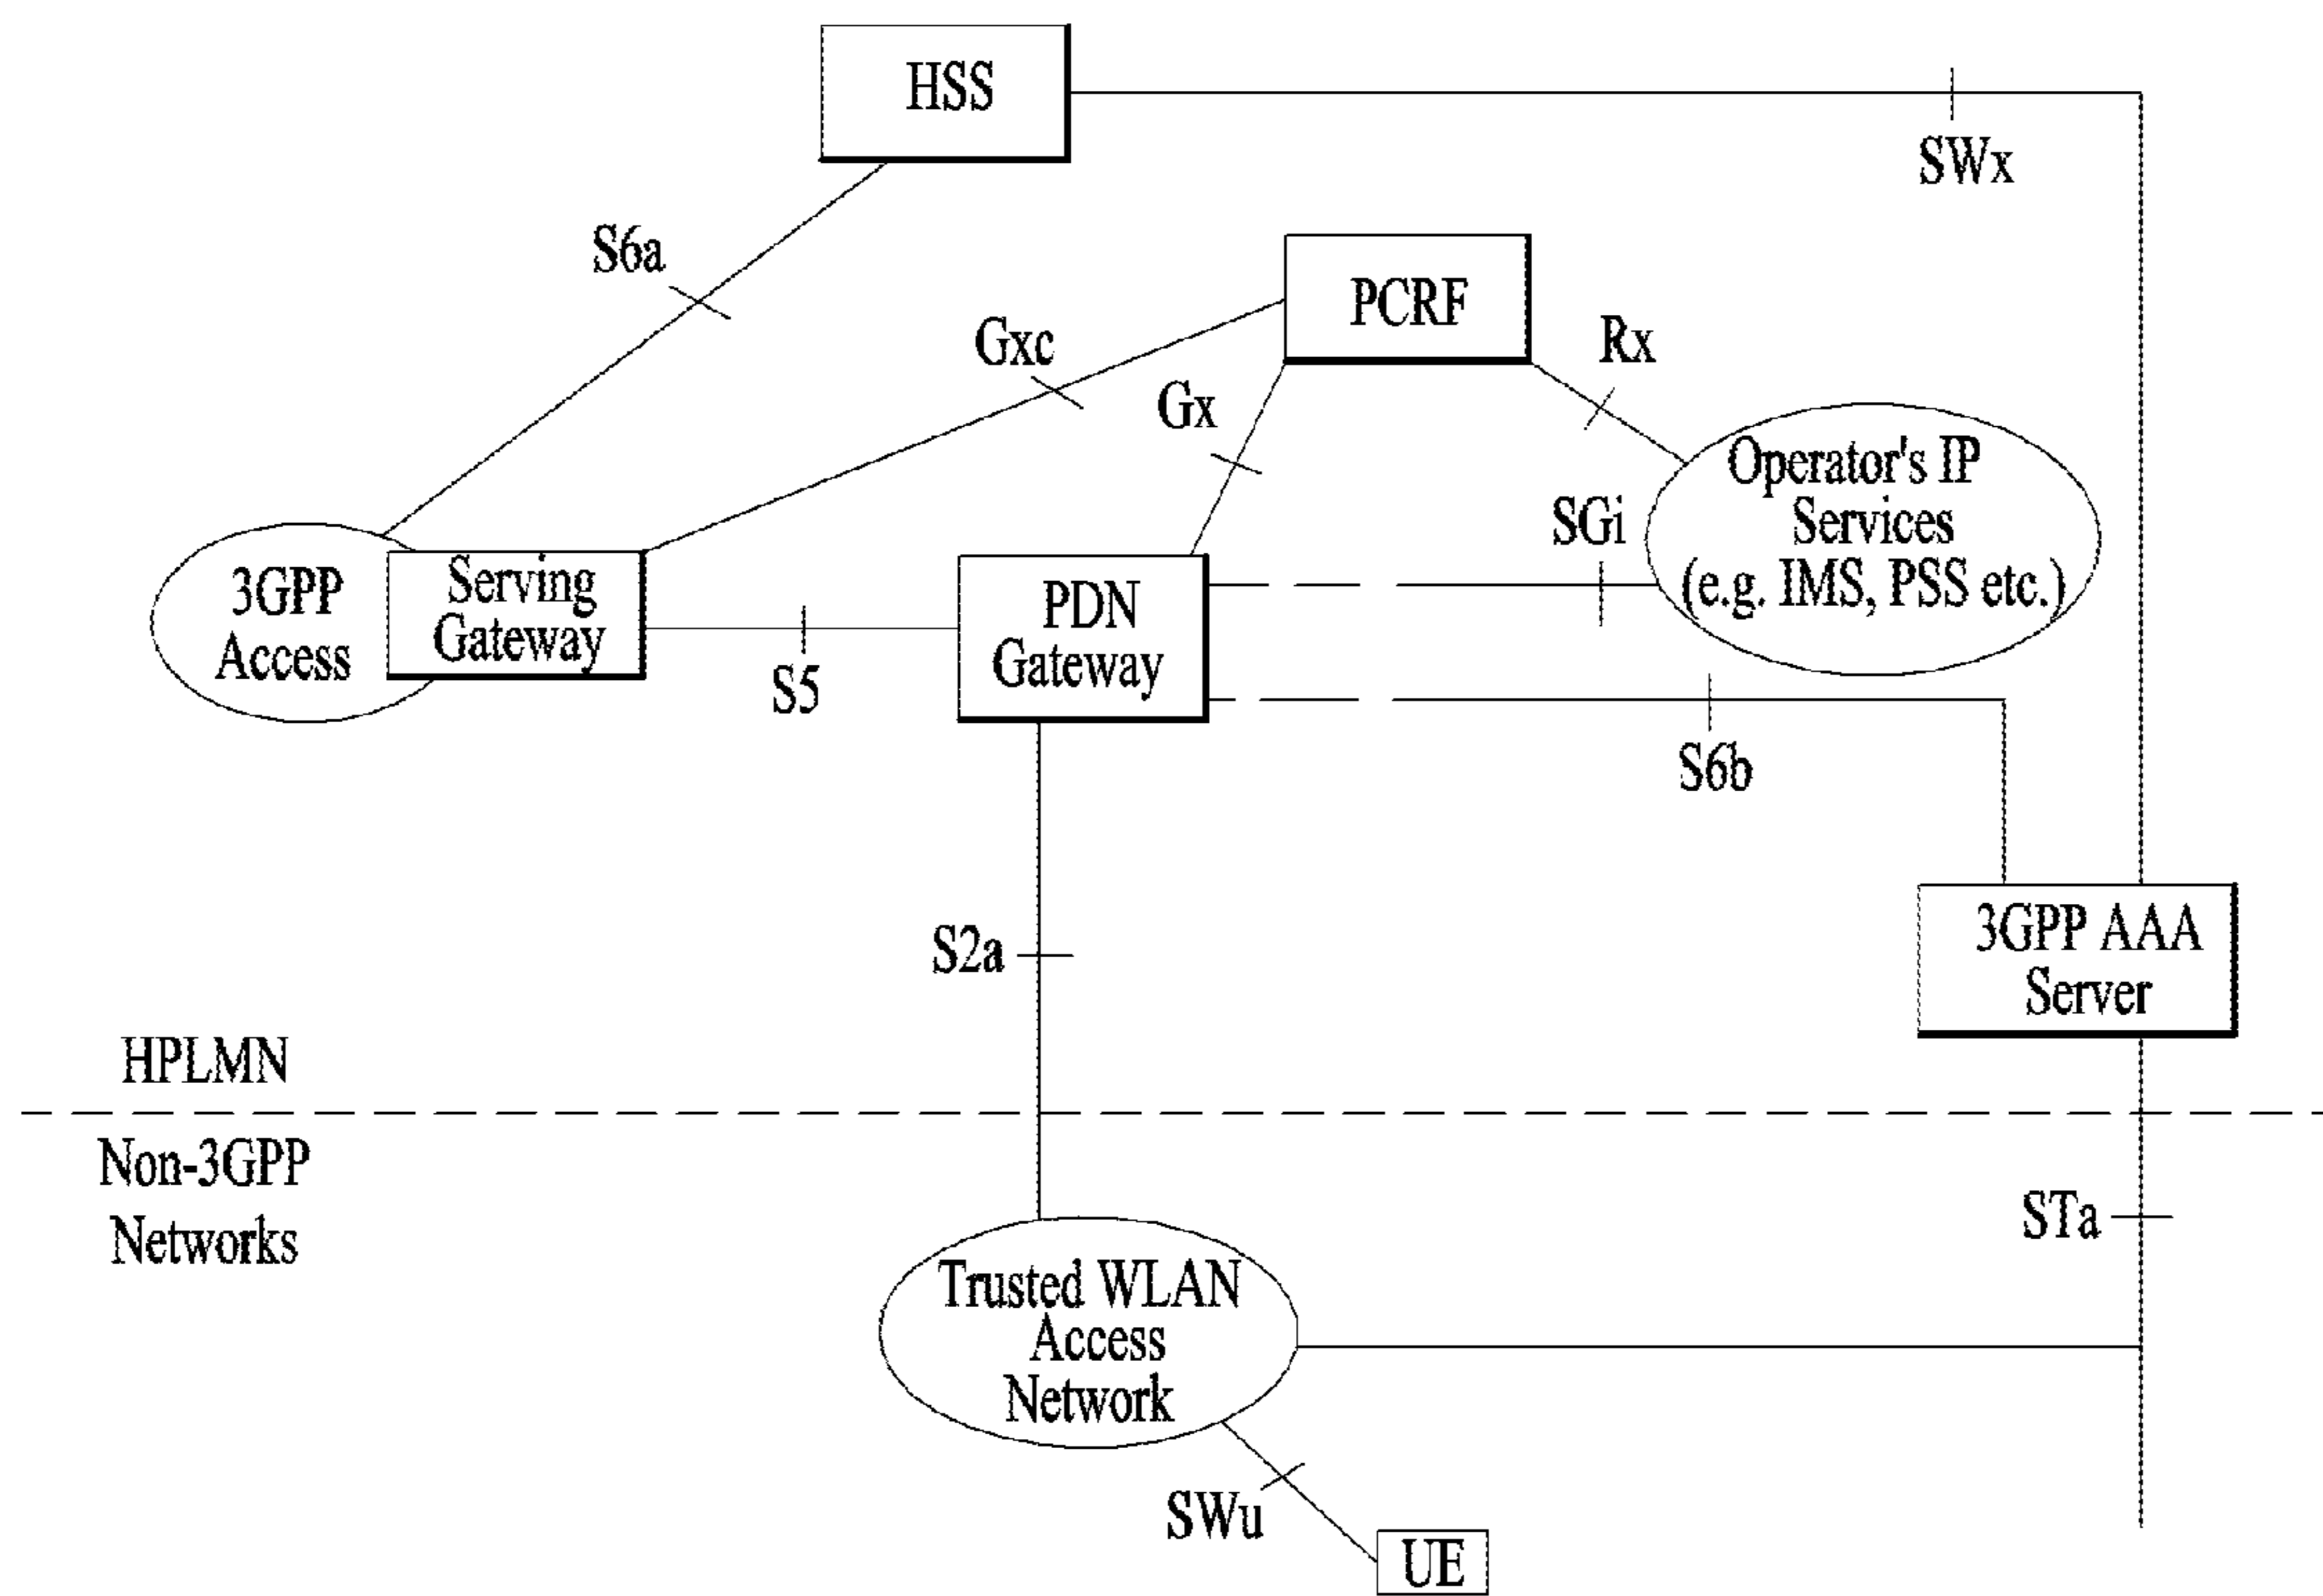 HSS
SWx
S6a
PCRF
Gxc
Rx
Gx
Operator's IP
Services
(e.g. IMS, PSS etc.)
SGi
3GPP
Access
Serving
Gateway
PDN
Gateway
S5
S6b
S2a
3GPP AAA
Server
HPLMN
Non-3GPP
Networks
STa
Trusted WLAN
Access
Network
SWu
UE